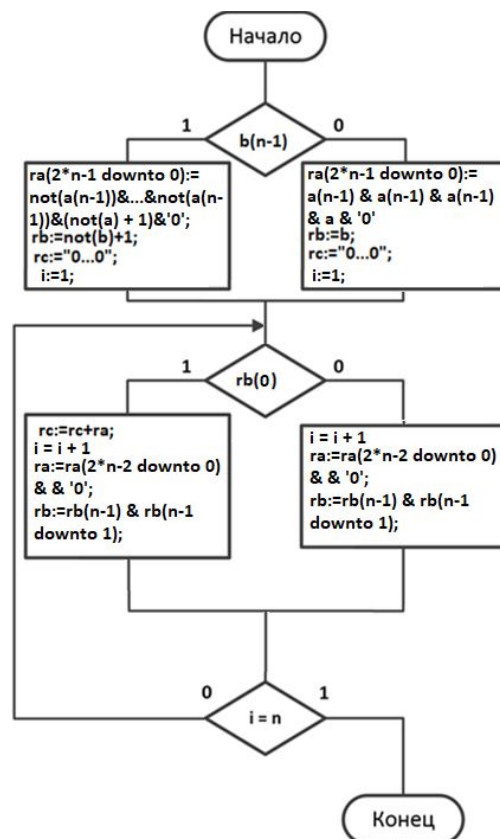 Начало
b(n-1)
1
0
ra(2*n-1 downto 0):=
not(a(n-1))&...&not(a(n-
1))&(not(a) + 1)&'0';
rb:=not(b)+1;
rc:="0...0";
i:=1;
ra(2*n-1 downto 0):=
a(n-1) & a(n-1) & a(n-1)
& a & '0'
rb:=b;
rc:="0...0";
i:=1;
1
0
rb(0)
rc:=rc+ra;
i = i + 1
ra:=ra(2*n-2 downto 0)
& & '0';
rb:=rb(n-1) & rb(n-1
downto 1);
i = i + 1
ra:=ra(2*n-2 downto 0)
& & '0';
rb:=rb(n-1) & rb(n-1
downto 1);
0
1
i = n
Конец